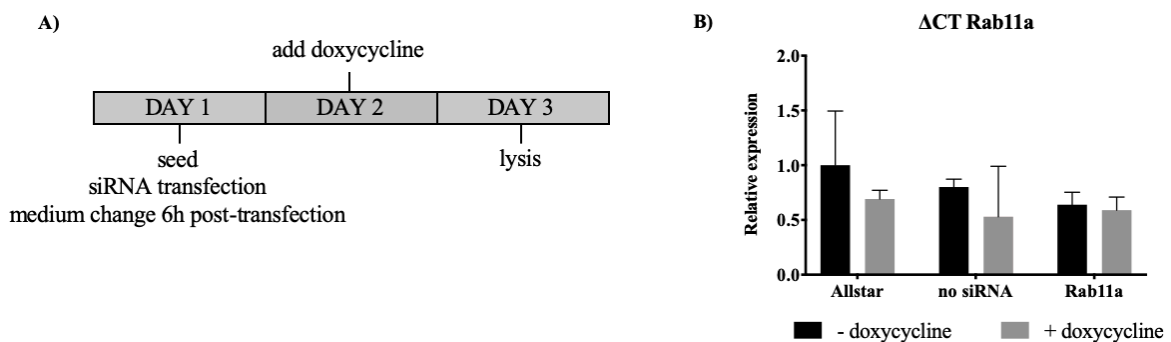 A)
add doxycycline
DAY 1 DAY 2 DAY 3
seed
siRNA transfection
medium change 6h post-transfection
lysis
B)
ΔCT Rab11a
Relative expression
2.0
1.5
1.0
0.5
0.0
Allstar no siRNA Rab11a
- doxycycline + doxycycline